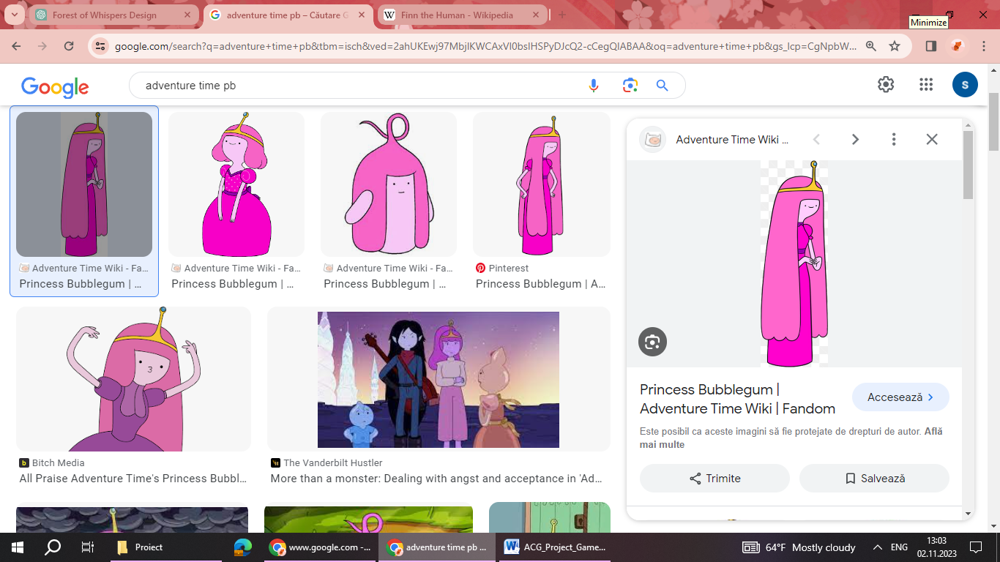 Forest of Whispers Design
adventure time pb – Căutare G
Finn the Human - Wikipedia
Minimize
google.com/search?q=adventure+time+pb&tbm=isch&ved=2ahUKEwj97MbjlKWCAxVl0bsIHSPyDJcQ2-cCegQIABAA&oq=adventure+time+pb&gs_lcp=CgNpbW...
Google
adventure time pb
S
Adventure Time Wiki - Fa...
Princess Bubblegum | ...
Adventure Time Wiki - Fa...
Princess Bubblegum | ...
Adventure Time Wiki - Fa...
Princess Bubblegum | ...
Pinterest
Princess Bubblegum | A...
Bitch Media
All Praise Adventure Time's Princess Bubbl...
The Vanderbilt Hustler
More than a monster: Dealing with angst and acceptance in 'Ad...
Adventure Time Wiki ...
Princess Bubblegum |
Adventure Time Wiki | Fandom
Accesează
Este posibil ca aceste imagini să fie protejate de drepturi de autor. Află
mai multe
Trimite
Salvează
Proiect
www.google.com -...
adventure time pb ...
ACG_Project_Game...
64°F Mostly cloudy
ENG
13:03
02.11.2023